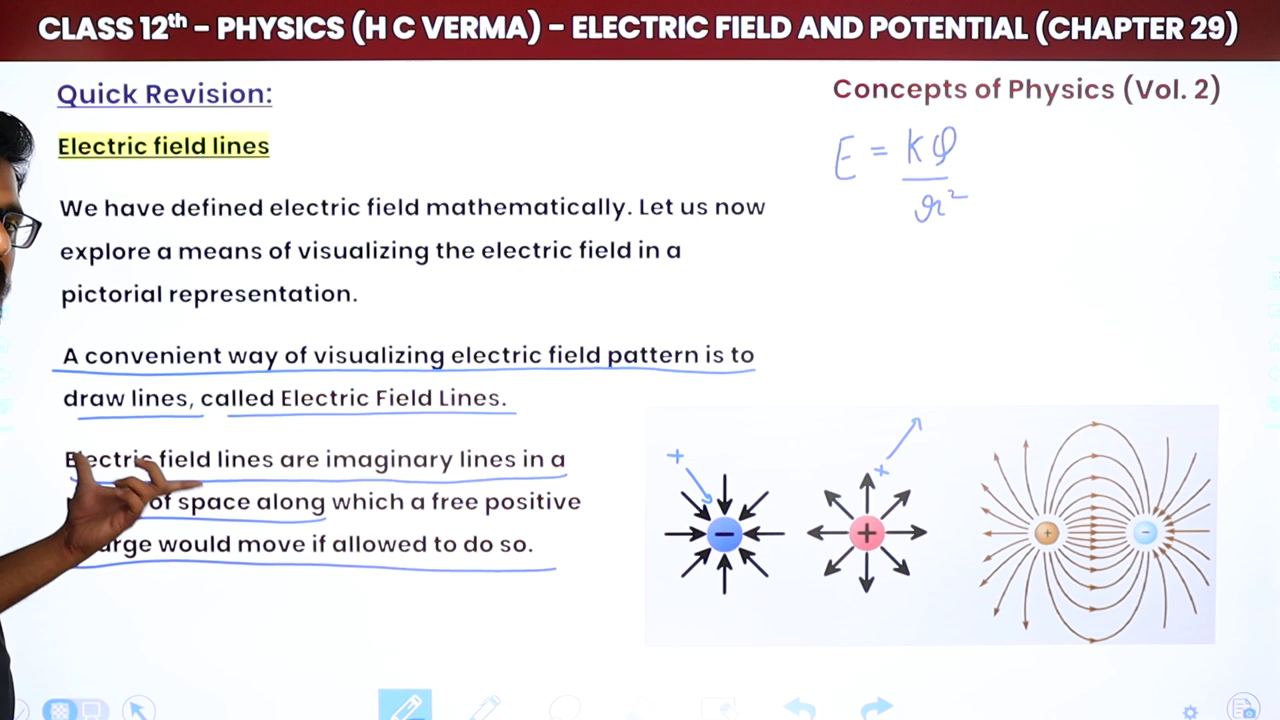 CLASS 12th – PHYSICS (H C VERMA) – ELECTRIC FIELD AND POTENTIAL (CHAPTER 29)
Quick Revision:
Concepts of Physics (Vol. 2)
Electric field lines
E = KQ
r²
We have defined electric field mathematically. Let us now
explore a means of visualizing the electric field in a
pictorial representation.
A convenient way of visualizing electric field pattern is to
draw lines, called Electric Field Lines.
Electric field lines are imaginary lines in a
of space along which a free positive
would move if allowed to do so.
+ +
− + + −